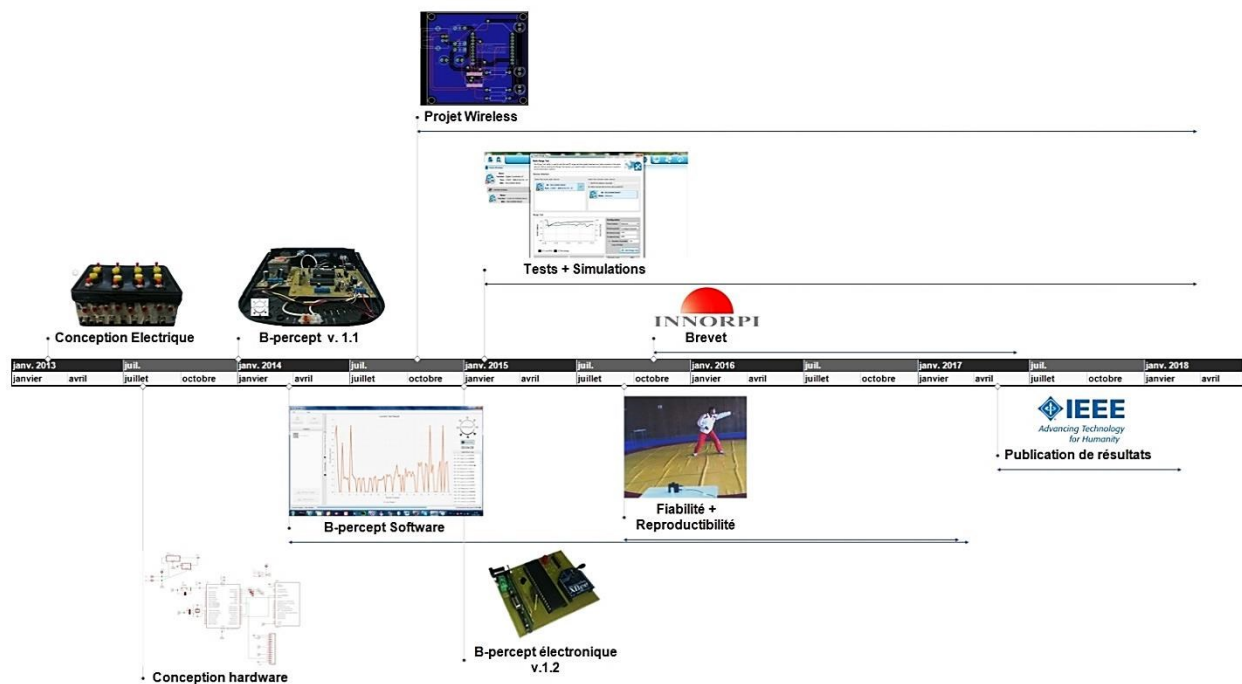 Projet Wireless
Tests + Simulations
Conception Electrique
B-percept v. 1.1
INNORPI
Brevet
janv. 2013 juil. janv. 2014 juil. janv. 2015 juil. janv. 2016 juil. janv. 2017 juil. janv. 2018
janvier avril juillet octobre janvier avril juillet octobre janvier avril juillet octobre janvier avril juillet octobre janvier avril juillet octobre janvier avril
IEEE
Advancing Technology
for Humanity
Publication de résultats
B-percept Software
Fiabilité +
Reproductibilité
B-percept électronique
v.1.2
Conception hardware